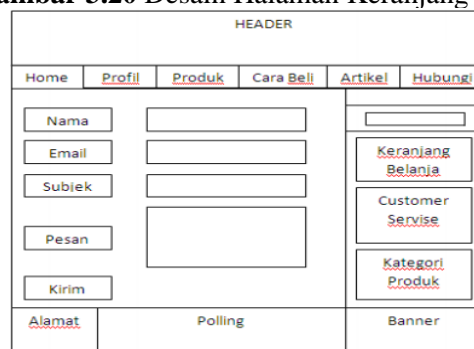 Gambar 3.20 Desain Halaman Keranjang
HEADER
Home Profil Produk Cara Beli Artikel Hubungi
Nama
Email
Subjek
Pesan
Kirim
Keranjang
Belanja
Customer
Servise
Kategori
Produk
Alamat Polling Banner